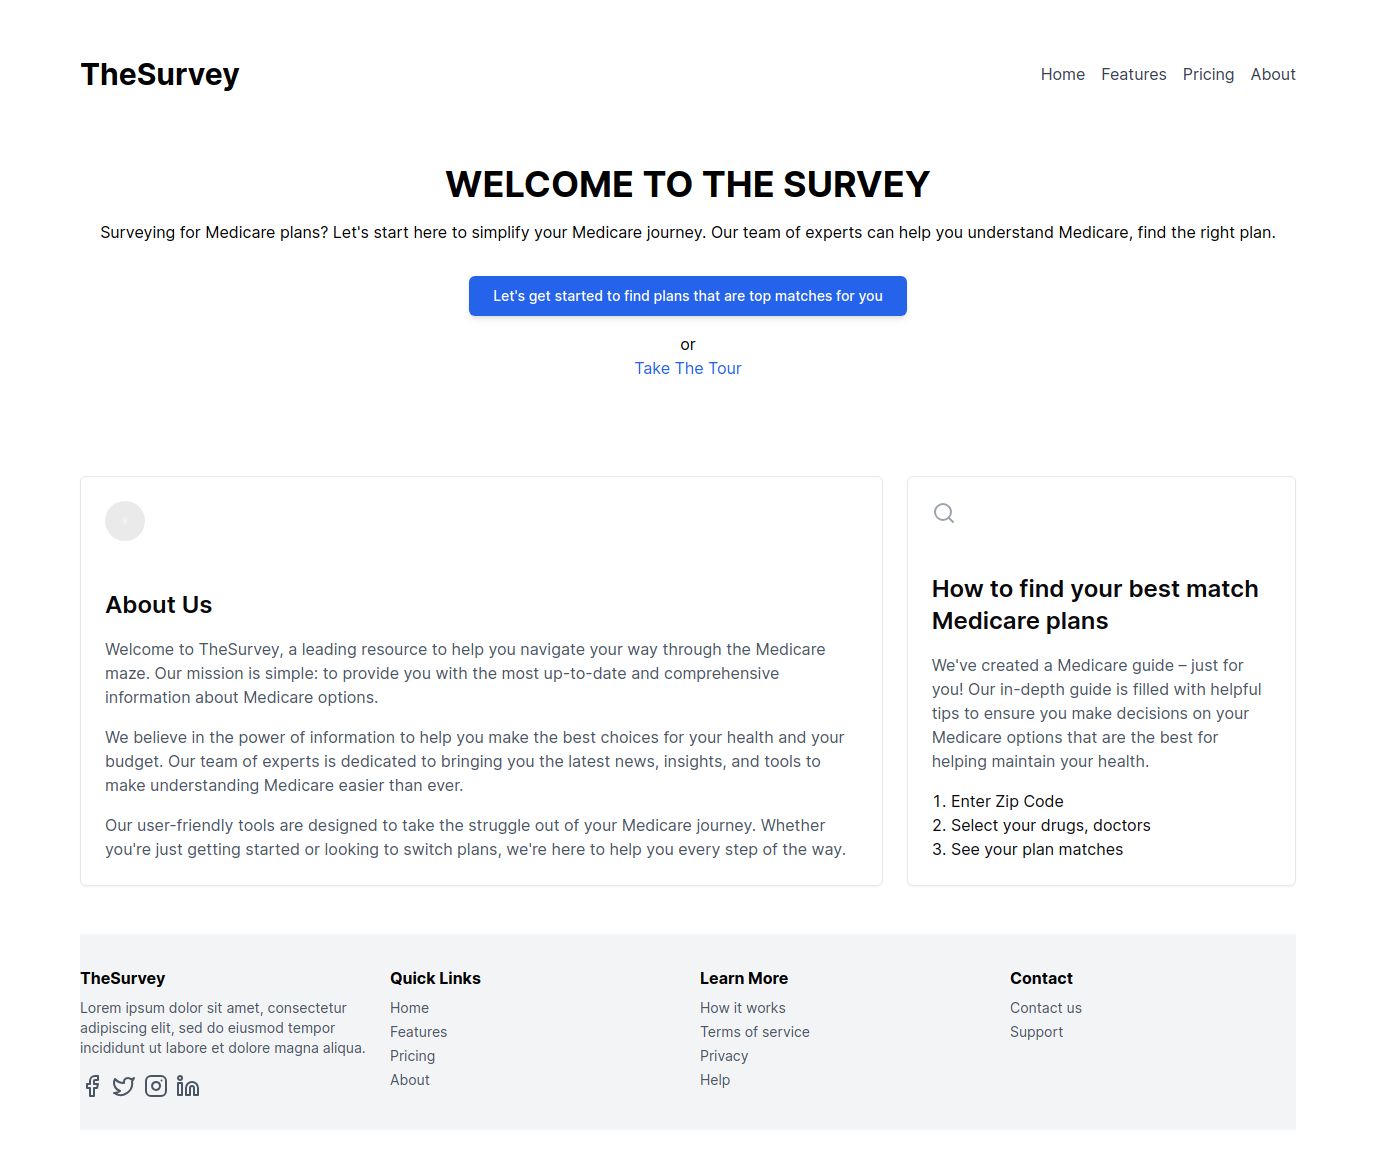 TheSurvey
Home Features Pricing About
WELCOME TO THE SURVEY
Surveying for Medicare plans? Let's start here to simplify your Medicare journey. Our team of experts can help you understand Medicare, find the right plan.
Let's get started to find plans that are top matches for you
or
Take The Tour
About Us
Welcome to TheSurvey, a leading resource to help you navigate your way through the Medicare
maze. Our mission is simple: to provide you with the most up-to-date and comprehensive
information about Medicare options.
We believe in the power of information to help you make the best choices for your health and your
budget. Our team of experts is dedicated to bringing you the latest news, insights, and tools to
make understanding Medicare easier than ever.
Our user-friendly tools are designed to take the struggle out of your Medicare journey. Whether
you're just getting started or looking to switch plans, we're here to help you every step of the way.
How to find your best match
Medicare plans
We've created a Medicare guide – just for
you! Our in-depth guide is filled with helpful
tips to ensure you make decisions on your
Medicare options that are the best for
helping maintain your health.
1. Enter Zip Code
2. Select your drugs, doctors
3. See your plan matches
TheSurvey
Lorem ipsum dolor sit amet, consectetur
adipiscing elit, sed do eiusmod tempor
incididunt ut labore et dolore magna aliqua.
Quick Links
Home
Features
Pricing
About
Learn More
How it works
Terms of service
Privacy
Help
Contact
Contact us
Support